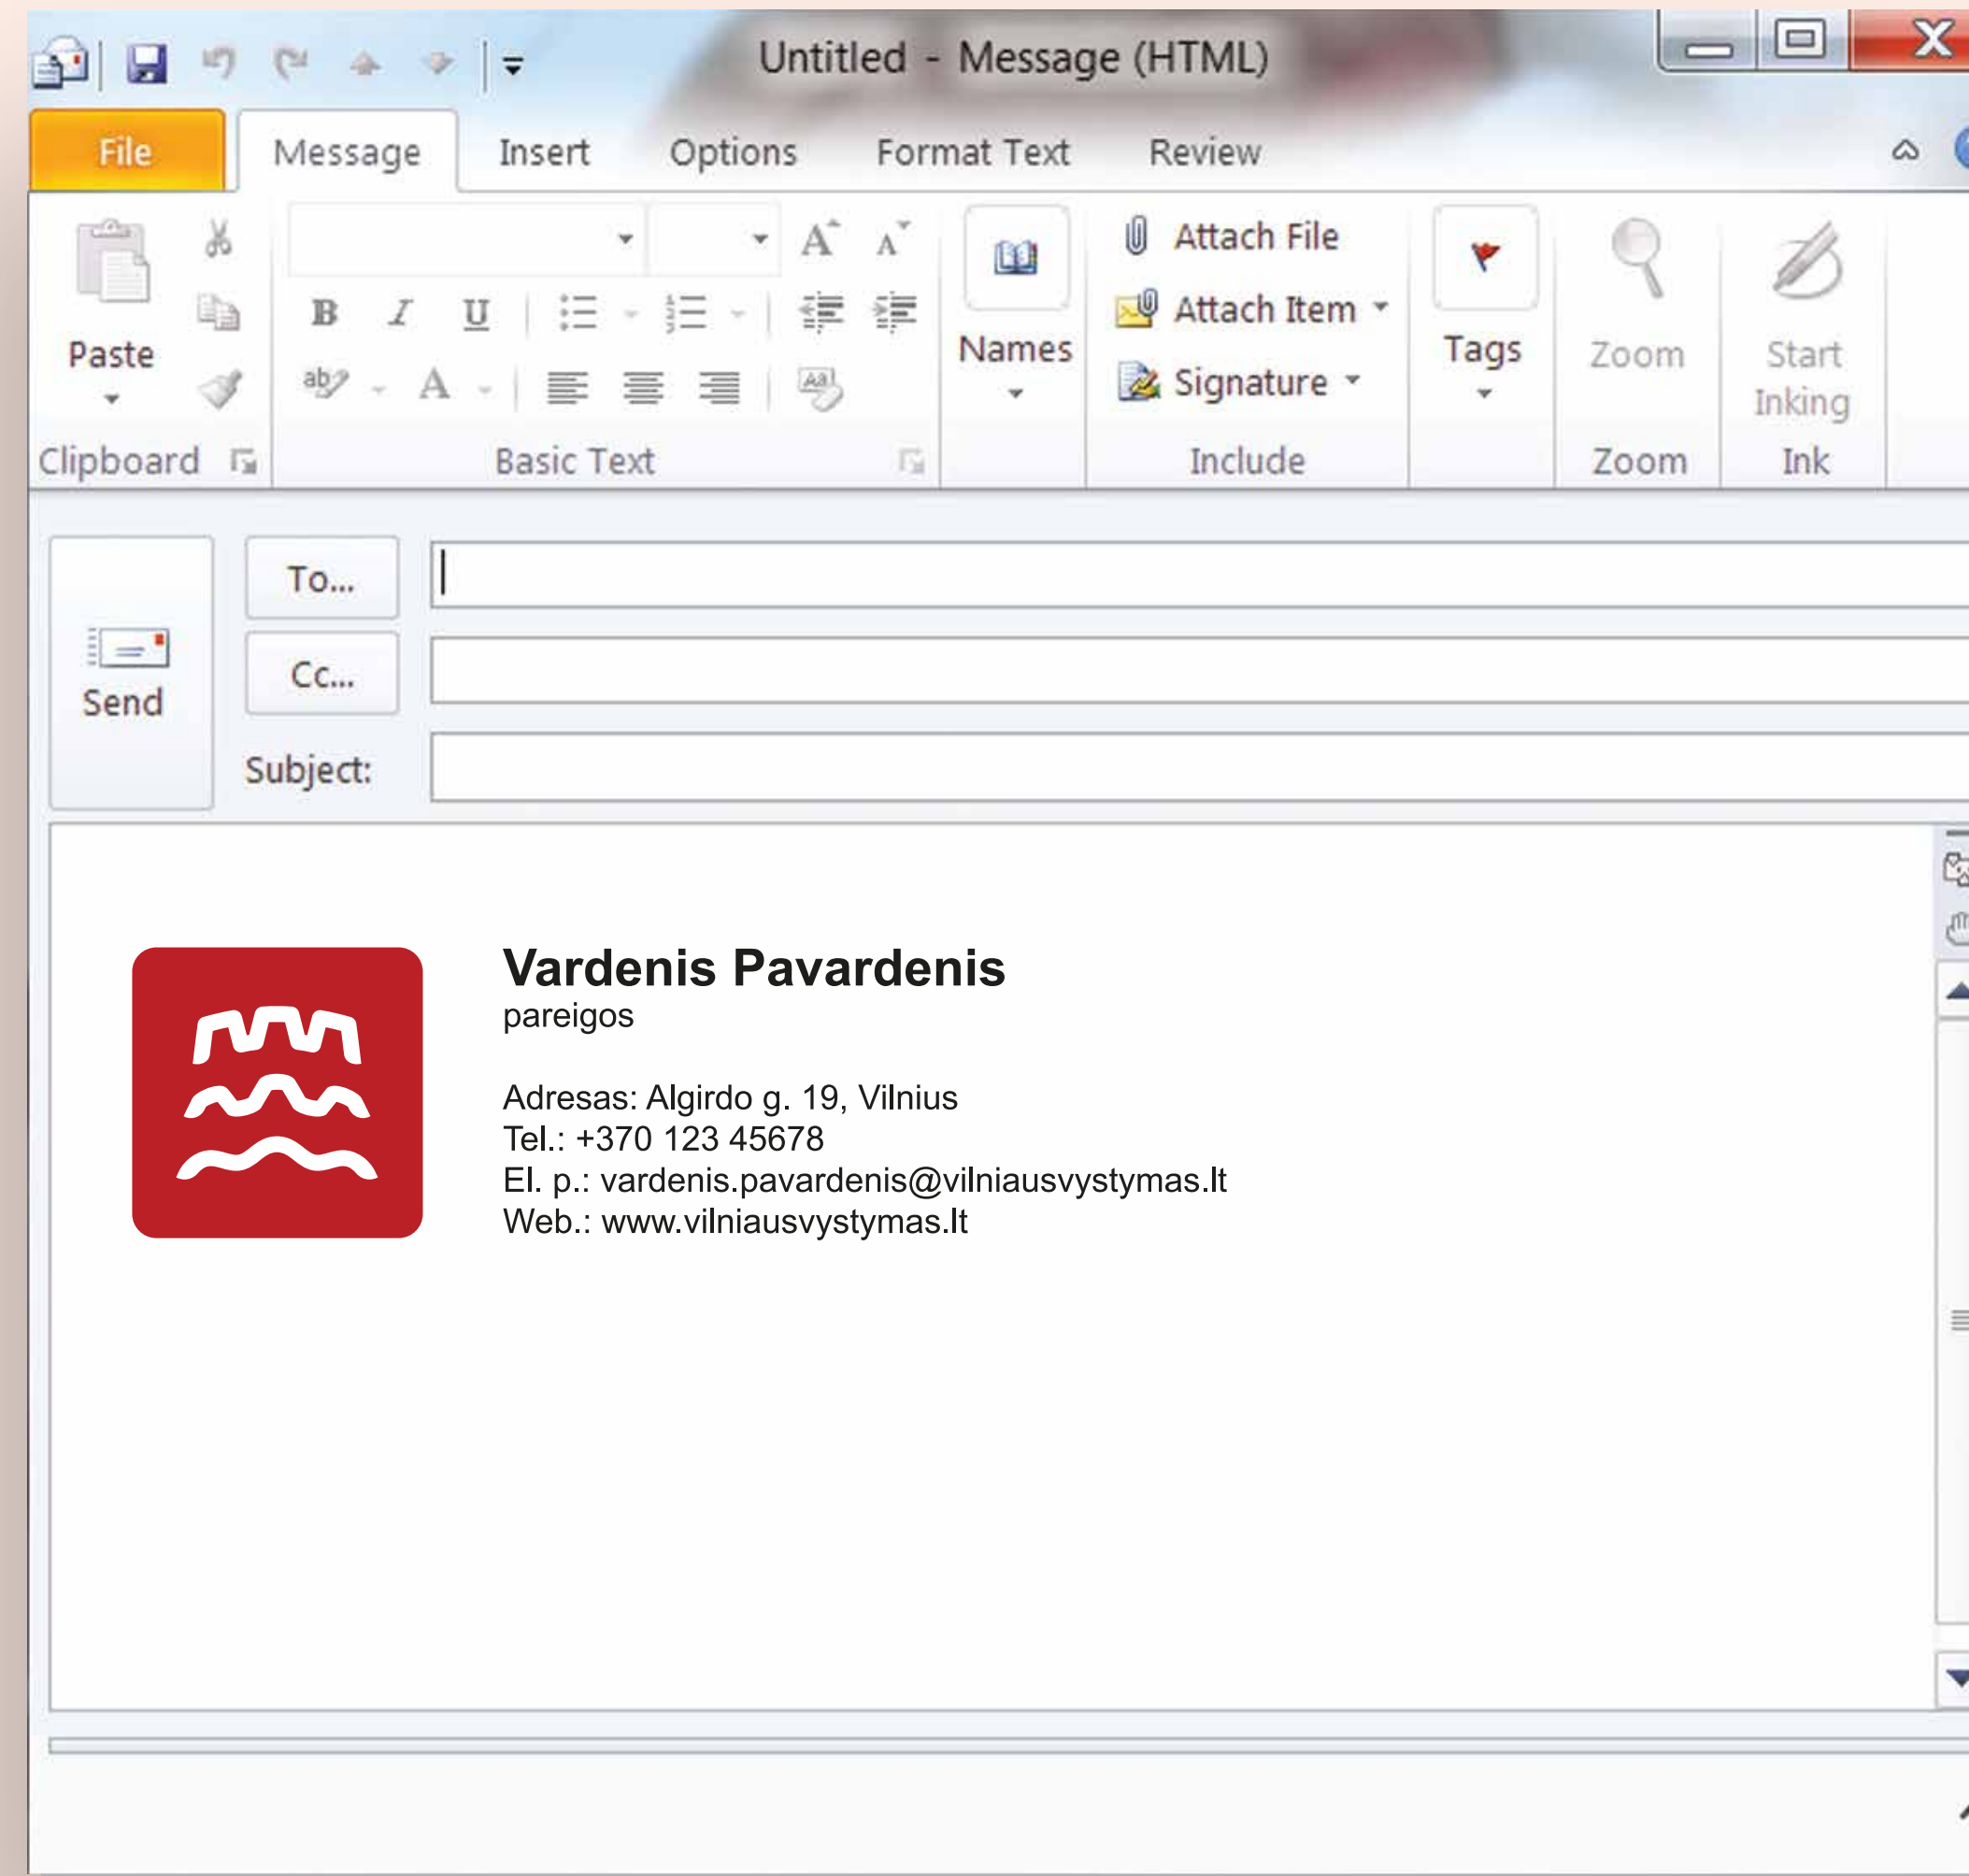 Untitled - Message (HTML)
File Message Insert Options Format Text Review
Paste
Clipboard
B I U
Basic Text
Names
Attach File
Attach Item
Signature
Include
Tags
Zoom
Zoom
Start
Inking
Ink
Send
To...
Cc...
Subject:
Vardenis Pavardenis
pareigos
Adresas: Algirdo g. 19, Vilnius
Tel.: +370 123 45678
El. p.: vardenis.pavardenis@vilniausvystymas.lt
Web.: www.vilniausvystymas.lt